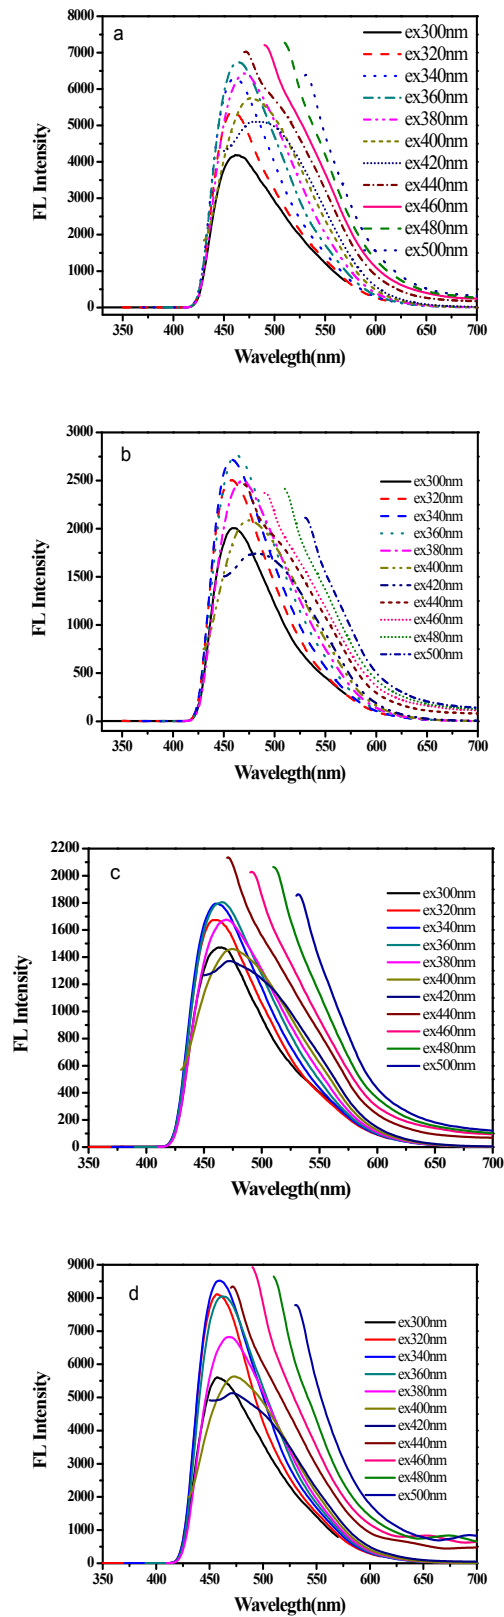 a
8000
7000
6000
5000
4000
3000
2000
1000
0
FL Intensity
350 400 450 500 550 600 650 700
Wavelegth(nm)
ex300nm
ex320nm
ex340nm
ex360nm
ex380nm
ex400nm
ex420nm
ex440nm
ex460nm
ex480nm
ex500nm
b
3000
2500
2000
1500
1000
500
0
FL Intensity
350 400 450 500 550 600 650 700
Wavelegth(nm)
ex300nm
ex320nm
ex340nm
ex360nm
ex380nm
ex400nm
ex420nm
ex440nm
ex460nm
ex480nm
ex500nm
c
2200
2000
1800
1600
1400
1200
1000
800
600
400
200
0
FL Intensity
350 400 450 500 550 600 650 700
Wavelegth(nm)
ex300nm
ex320nm
ex340nm
ex360nm
ex380nm
ex400nm
ex420nm
ex440nm
ex460nm
ex480nm
ex500nm
d
9000
8000
7000
6000
5000
4000
3000
2000
1000
0
FL Intensity
350 400 450 500 550 600 650 700
Wavelegth(nm)
ex300nm
ex320nm
ex340nm
ex360nm
ex380nm
ex400nm
ex420nm
ex440nm
ex460nm
ex480nm
ex500nm